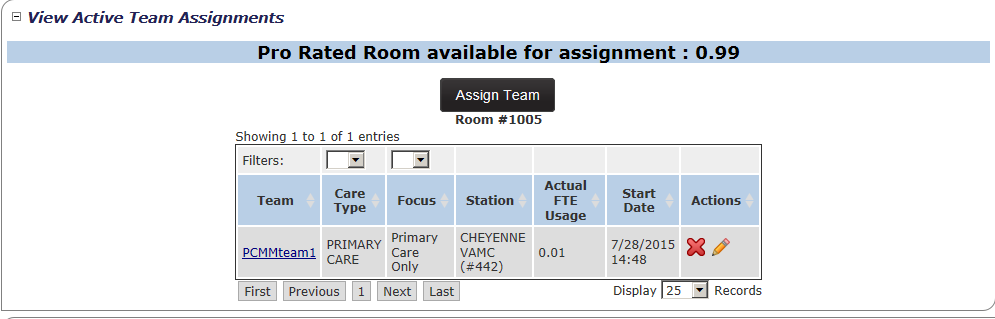 View Active Team Assignments
Pro Rated Room available for assignment : 0.99
Assign Team
Room #1005
Showing 1 to 1 of 1 entries
Filters:
Team Care Type Focus Station Actual FTE Usage Start Date Actions
PCMMteam1 PRIMARY CARE Primary Care Only CHEYENNE VAMC (#442) 0.01 7/28/2015 14:48
First Previous 1 Next Last Display 25 Records